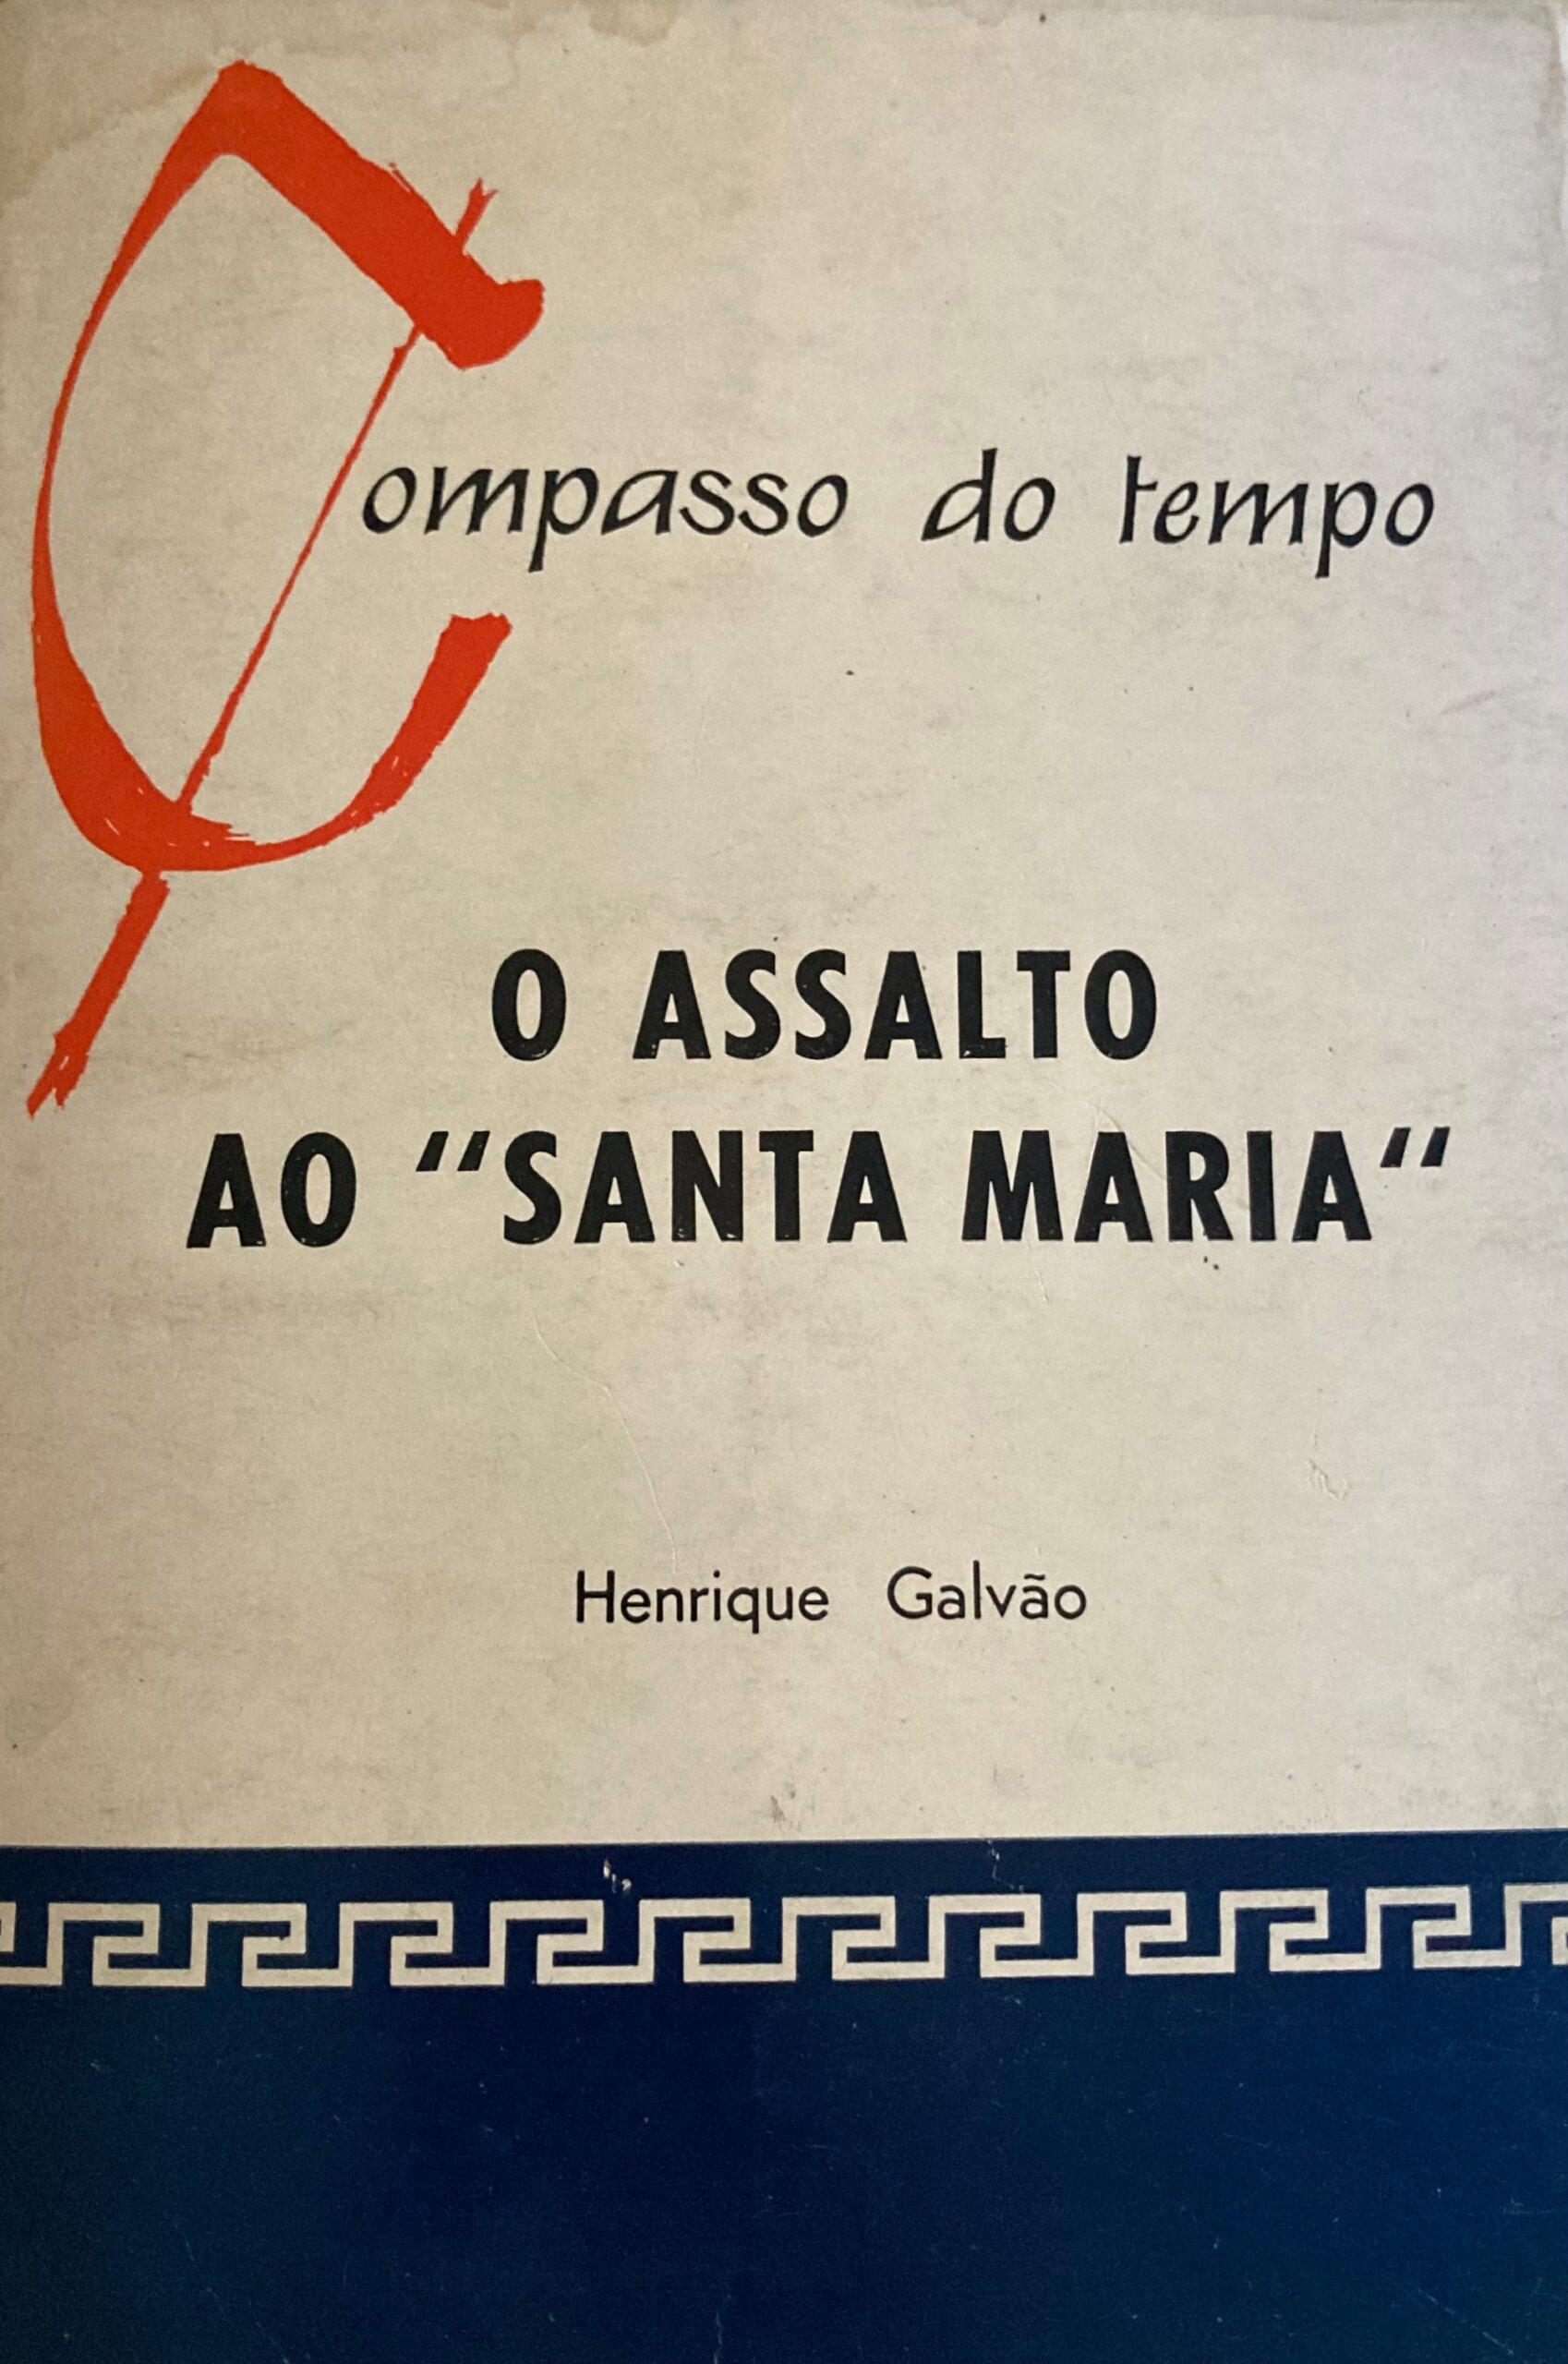 Compasso do tempo
O ASSALTO
AO "SANTA MARIA"
Henrique Galvão